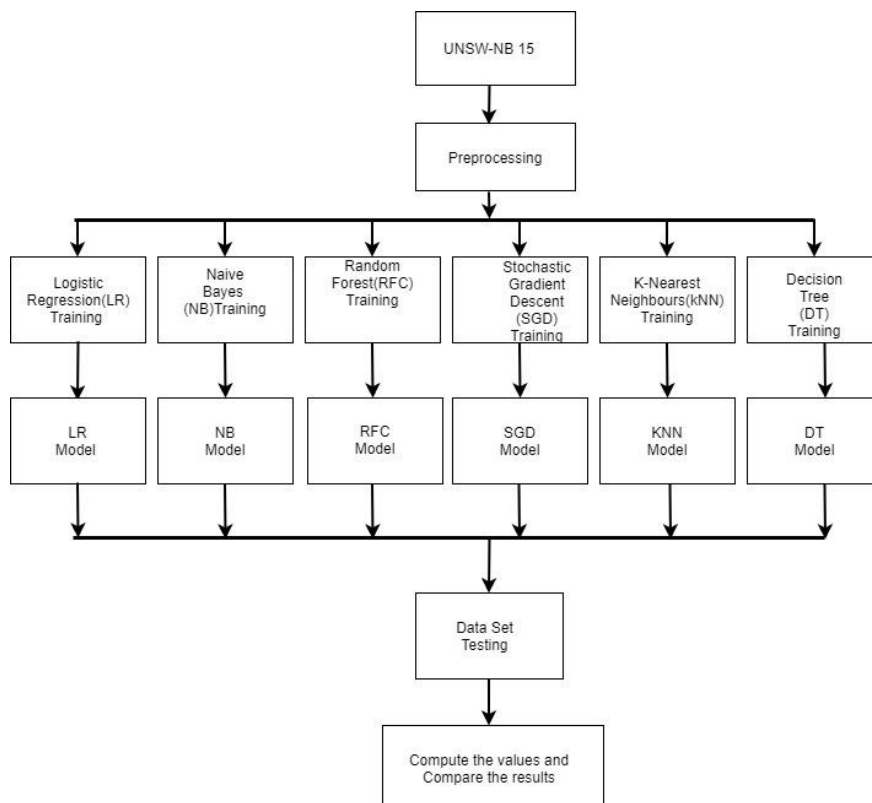 UNSW-NB 15
Preprocessing
Logistic
Regression(LR)
Training
Naive
Bayes
(NB)Training
Random
Forest(RFC)
Training
Stochastic
Gradient
Descent
(SGD)
Training
K-Nearest
Neighbours(kNN)
Training
Decision
Tree
(DT)
Training
LR
Model
NB
Model
RFC
Model
SGD
Model
KNN
Model
DT
Model
Data Set
Testing
Compute the values and
Compare the results